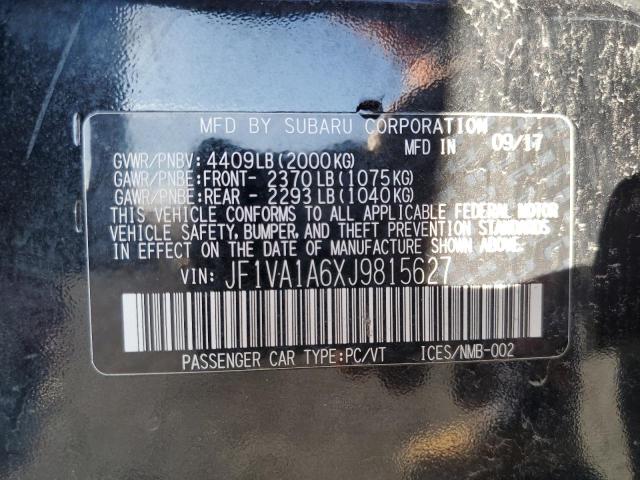 MFD BY SUBARU CORPORATION
MFD IN 09/17
GVWR/PNBV: 4409LB (2000KG)
GAWR/PNBE:FRONT- 2370LB(1075KG)
GAWR/PNBE:REAR - 2293LB(1040KG)
THIS VEHICLE CONFORMS TO ALL APPLICABLE FEDERAL MOTOR
VEHICLE SAFETY, BUMPER, AND THEFT PREVENTION STANDARDS
IN EFFECT ON THE DATE OF MANUFACTURE SHOWN ABOVE.
VIN: JF1VA1A6XJ9815627
PASSENGER CAR TYPE:PC/VT ICES/NMB-002